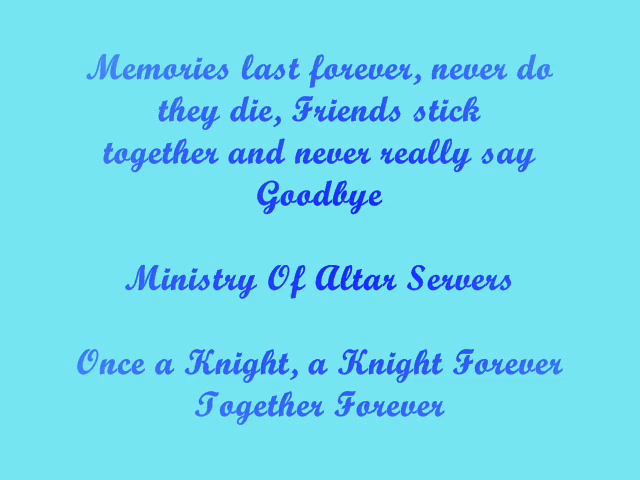 Memories last forever, never do
they die, Friends stick
together and never really say
Goodbye
Ministry Of Altar Servers
Once a Knight, a Knight Forever
Together Forever